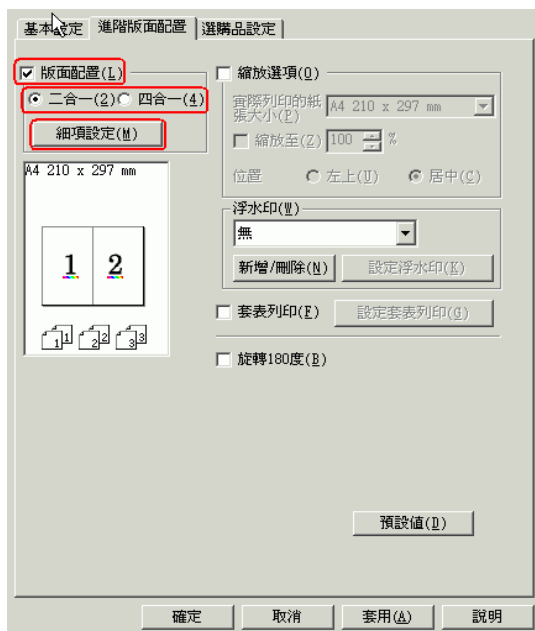 基本設定 進階版面配置 選購品設定
版面配置(L)
二合一(2) 四合一(4)
細項設定(M)
A4 210 x 297 mm
1 2
1 1 2 2 3 3
縮放選項(O)
實際列印的紙
張大小(P) A4 210 x 297 mm
縮放至(Z) 100 %
位置 左上(U) 居中(C)
浮水印(W)
無
新增/刪除(N) 設定浮水印(K)
套表列印(F) 設定套表列印(G)
旋轉180度(B)
預設值(D)
確定 取消 套用(A) 說明